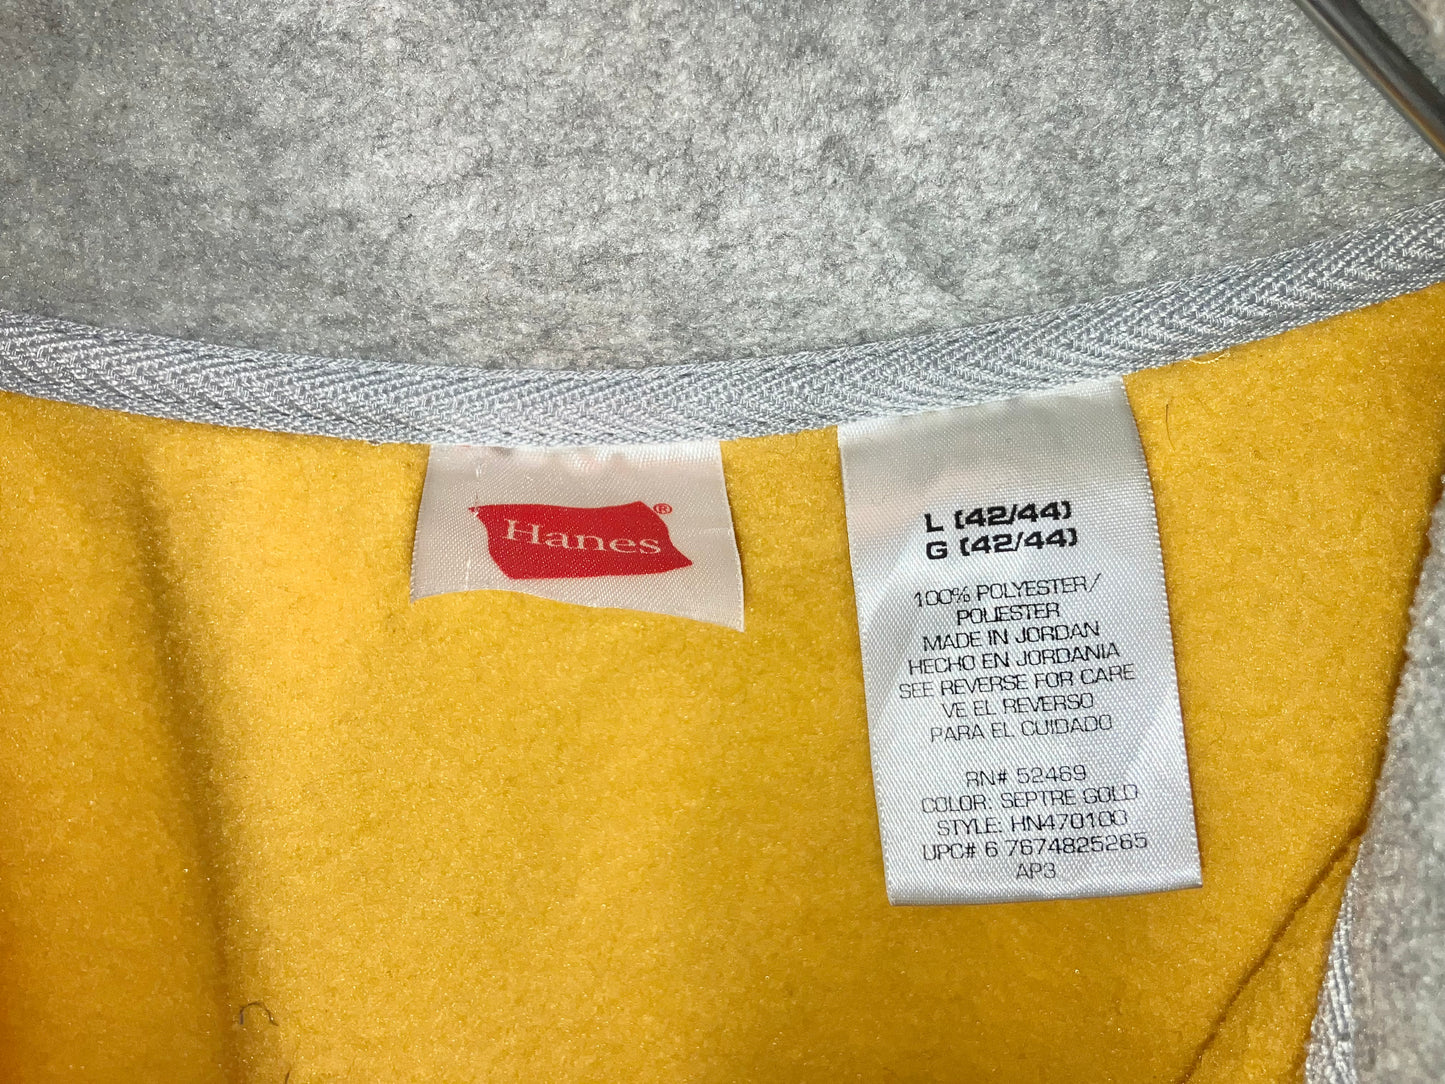 Hanes®
L (42/44)
G (42/44)
100% POLYESTER/
POLIESTER
MADE IN JORDAN
HECHO EN JORDANIA
SEE REVERSE FOR CARE
VE EL REVERSO
PARA EL CUIDADO
RN# 52469
COLOR: SEPTRE GOLD
STYLE: HN470100
UPC# 6 7674825265
AP3